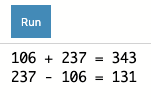 Run
106 + 237 = 343
237 - 106 = 131